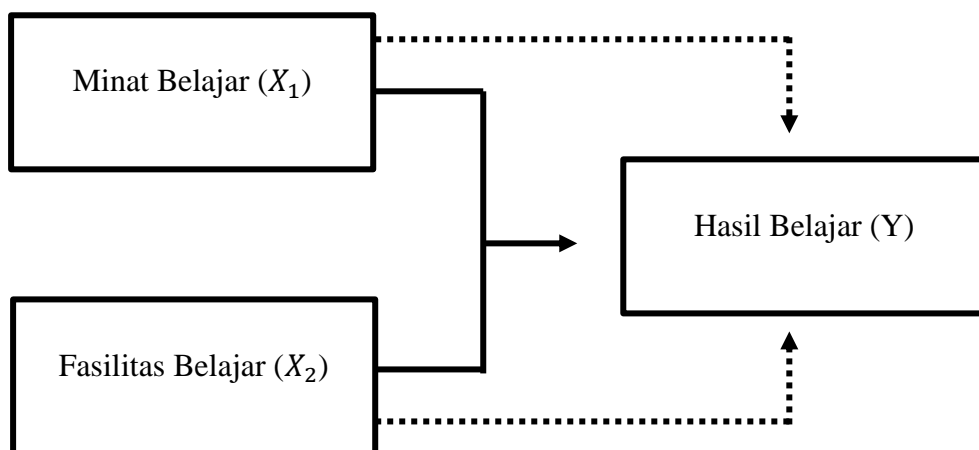 Minat Belajar (𝑋₁)
Hasil Belajar (Y)
Fasilitas Belajar (𝑋₂)